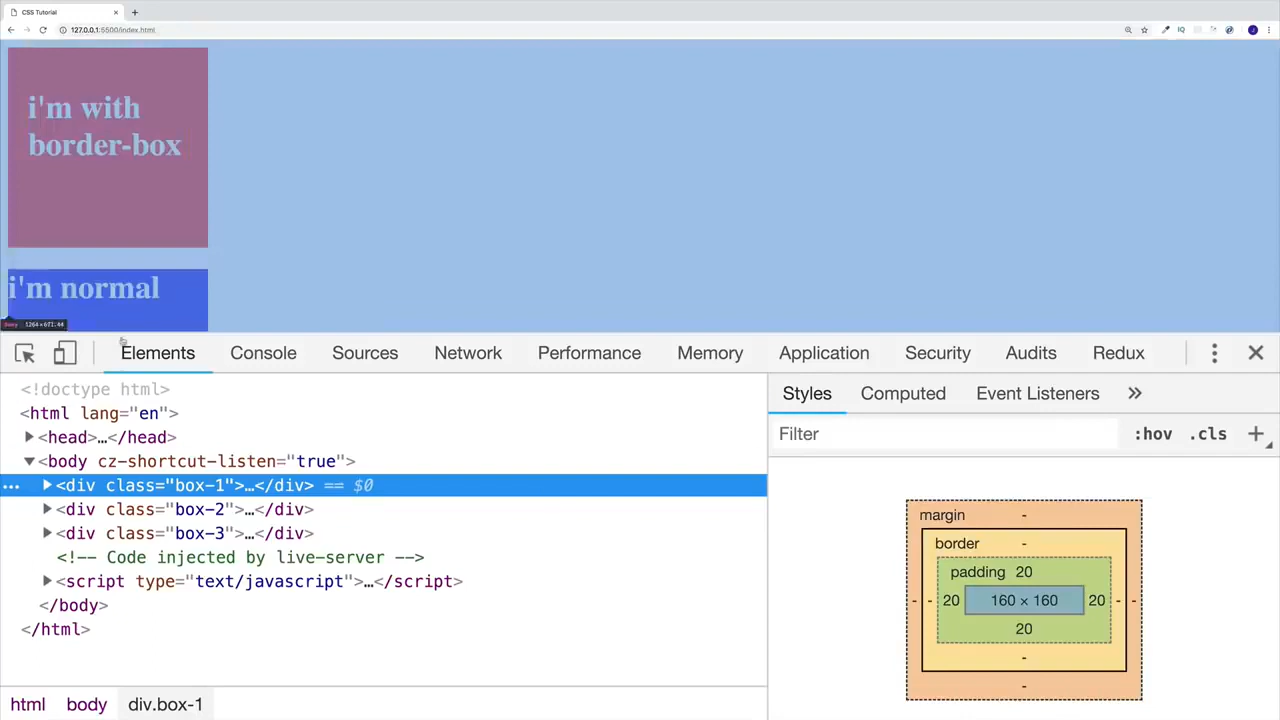 CSS Tutorial
127.0.0.1:5500/index.html
i'm with
border-box
i'm normal
body 1264×671.44
Elements Console Sources Network Performance Memory Application Security Audits Redux
<!doctype html>
<html lang="en">
<head>…</head>
<body cz-shortcut-listen="true">
<div class="box-1">…</div> == $0
<div class="box-2">…</div>
<div class="box-3">…</div>
<!-- Code injected by live-server -->
<script type="text/javascript">…</script>
</body>
</html>
html body div.box-1
Styles Computed Event Listeners
Filter :hov .cls
margin -
border -
padding 20
- - 20 160 × 160 20 - -
20
-
-